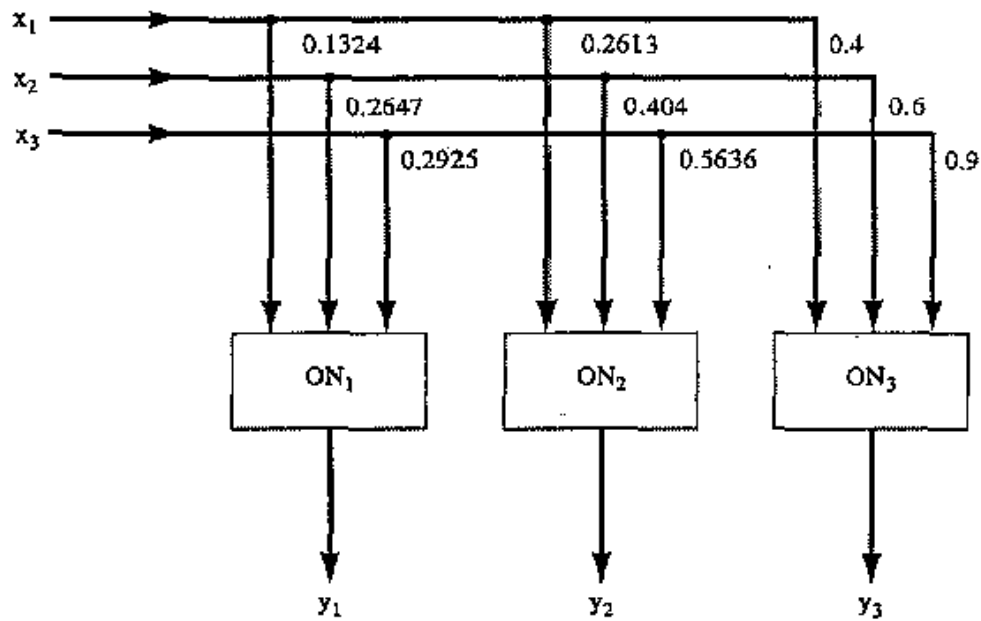 x₁
0.1324 0.2613 0.4
x₂
0.2647 0.404 0.6
x₃
0.2925 0.5636 0.9
ON₁ ON₂ ON₃
y₁ y₂ y₃